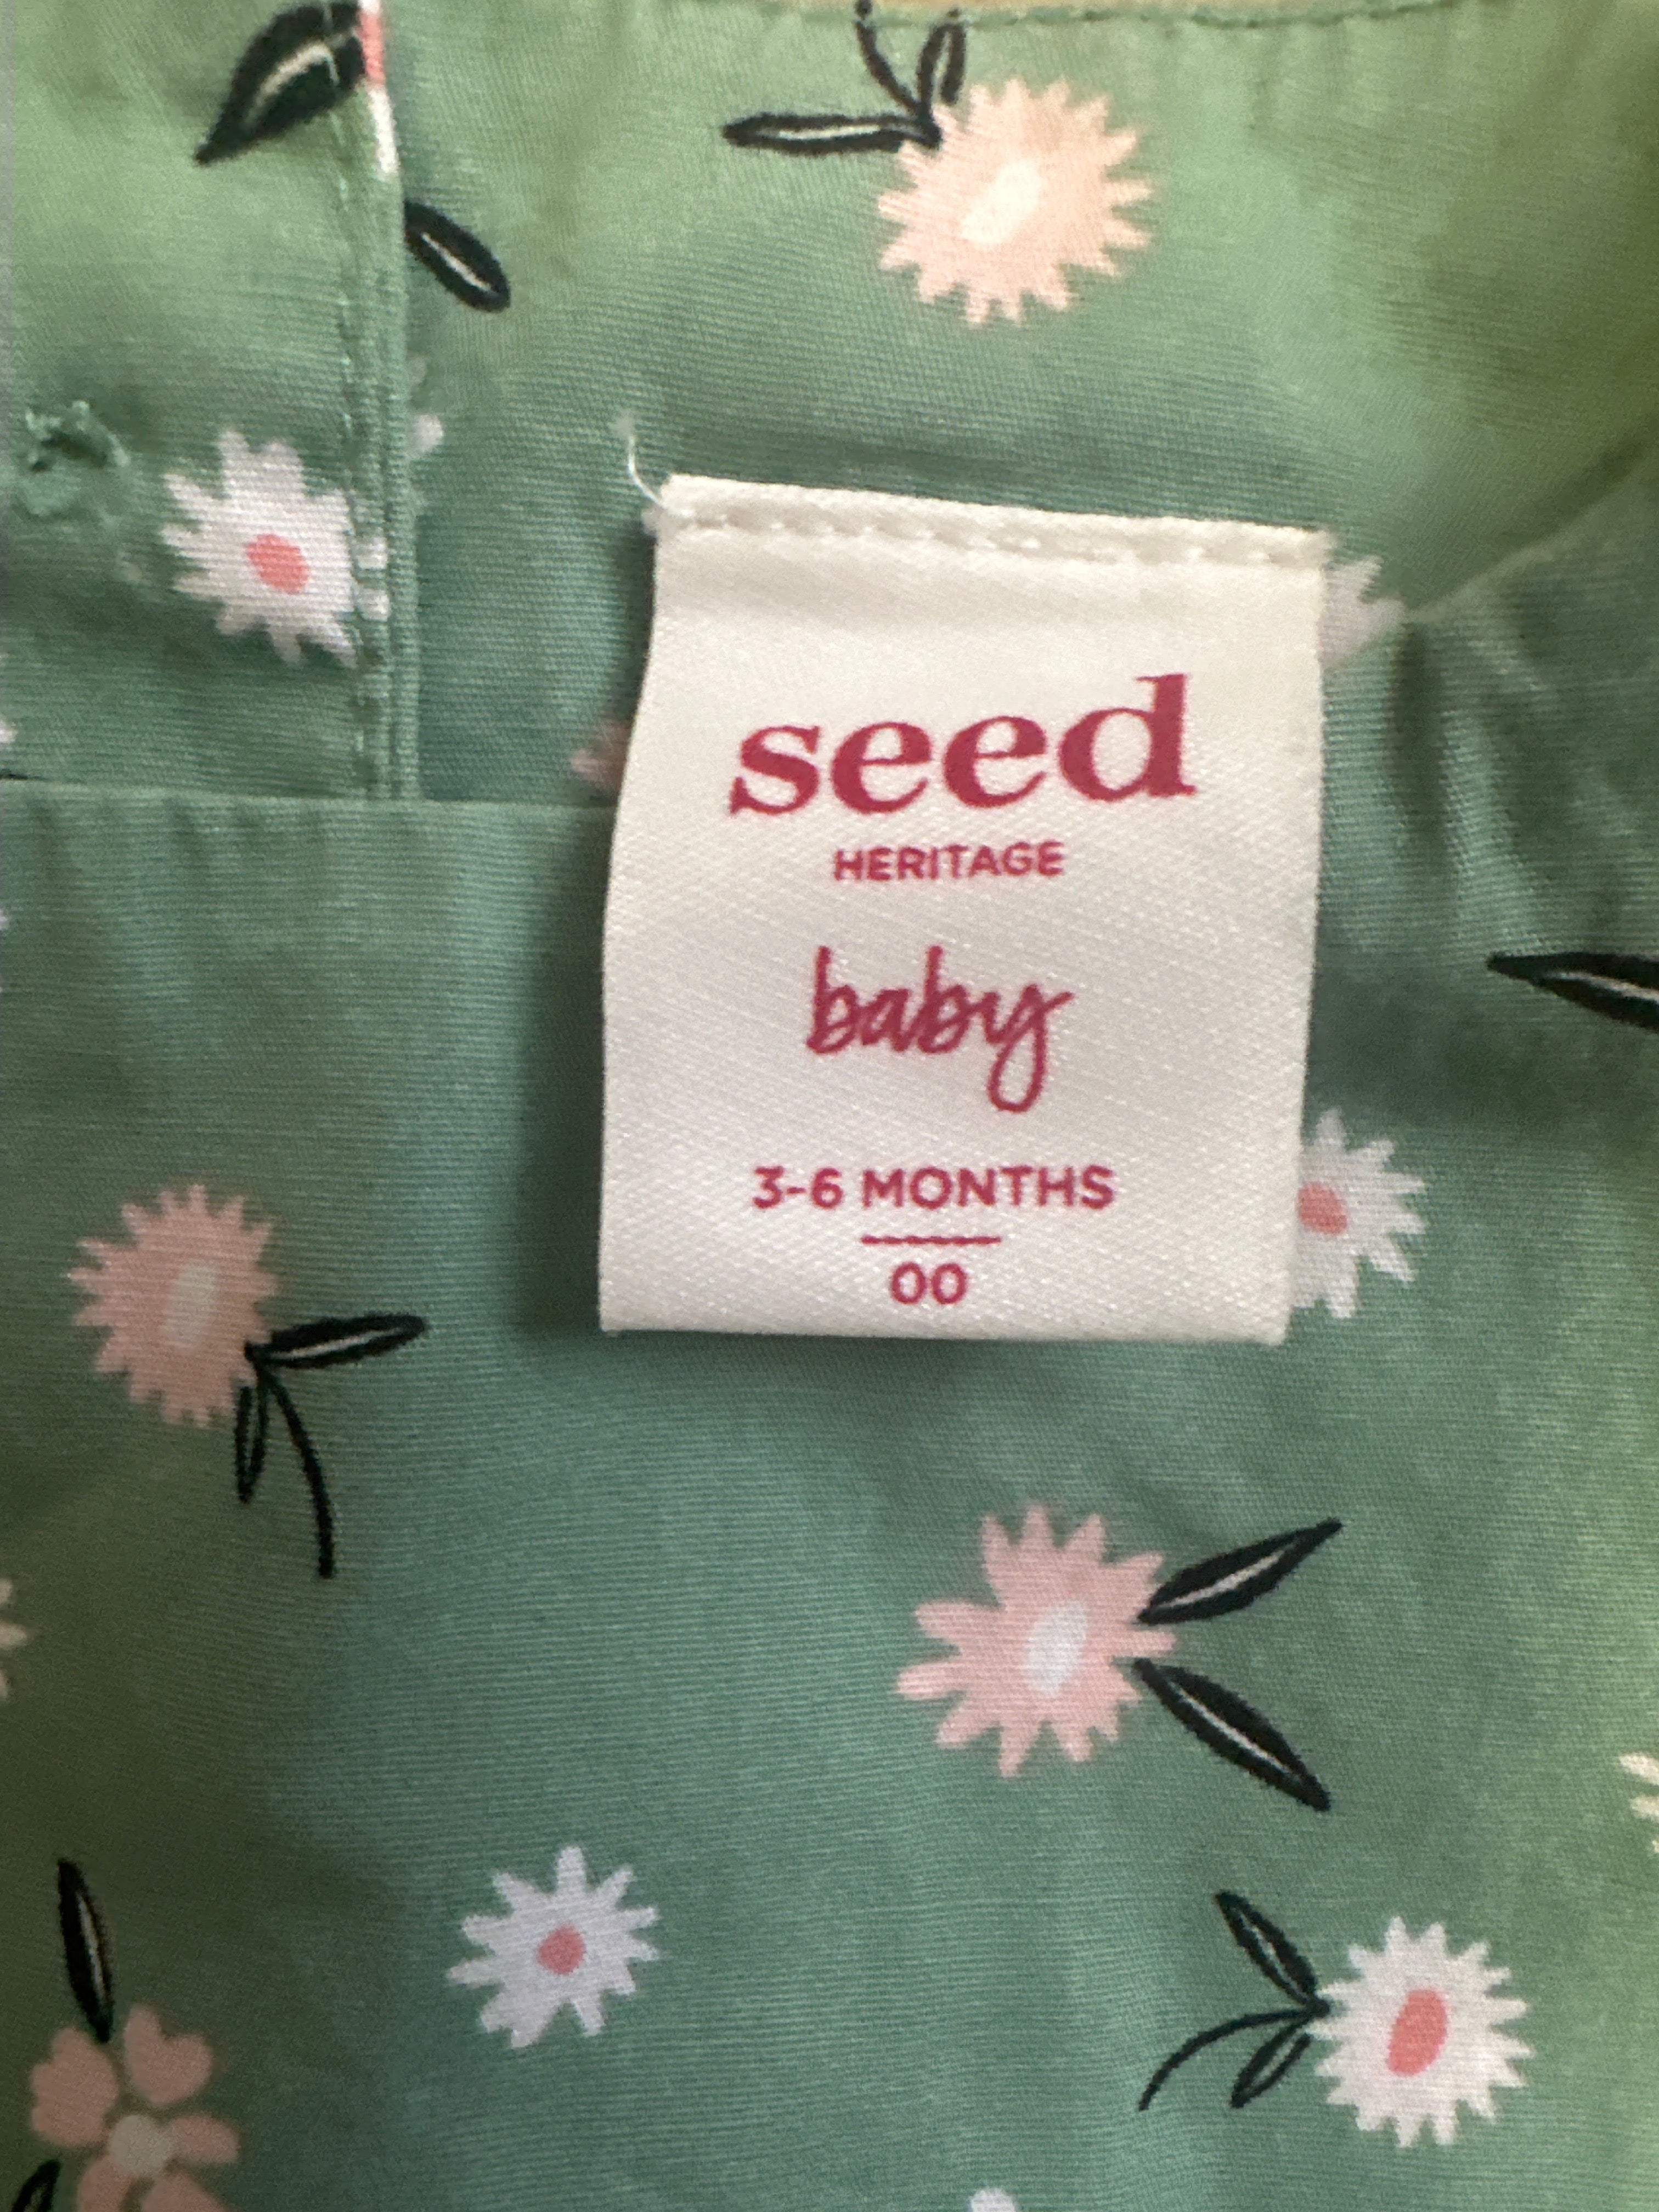 seed
HERITAGE
baby
3-6 MONTHS
00